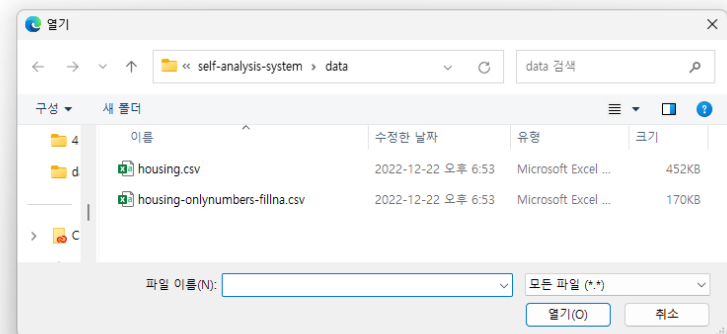 열기
« self-analysis-system › data
data 검색
구성 새 폴더
이름 수정한 날짜 유형 크기
4
d
C
housing.csv 2022-12-22 오후 6:53 Microsoft Excel ... 452KB
housing-onlynumbers-fillna.csv 2022-12-22 오후 6:53 Microsoft Excel ... 170KB
파일 이름(N): 모든 파일 (*.*)
열기(O) 취소